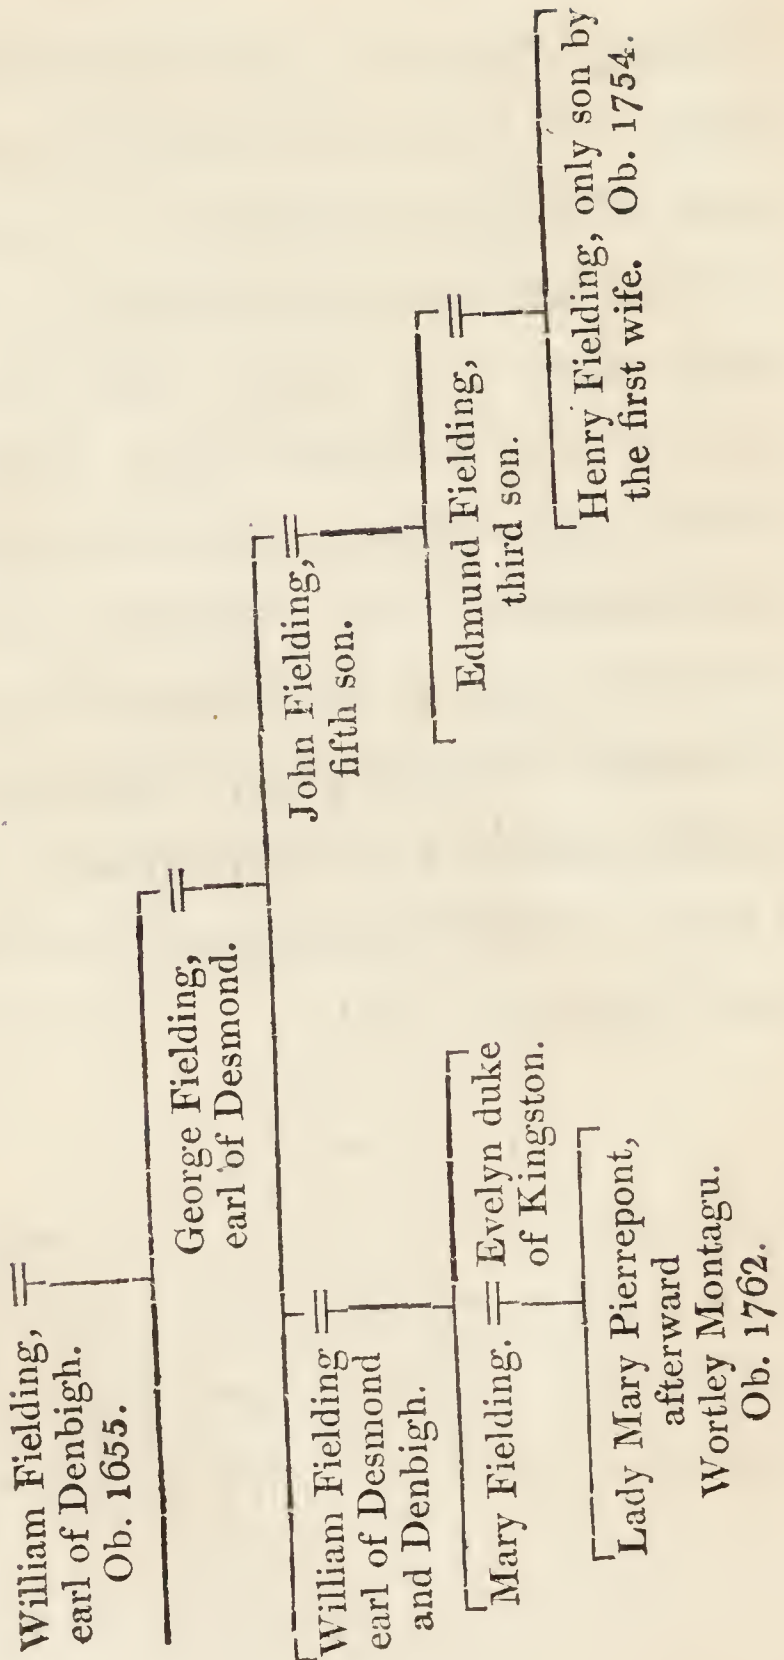 William Fielding,
earl of Denbigh.
Ob. 1655.
George Fielding,
earl of Desmond.
William Fielding
earl of Desmond
and Denbigh.
John Fielding,
fifth son.
Mary Fielding.
Evelyn duke
of Kingston.
Edmund Fielding,
third son.
Lady Mary Pierrepont,
afterward
Wortley Montagu.
Ob. 1762.
Henry Fielding, only son by
the first wife. Ob. 1754.